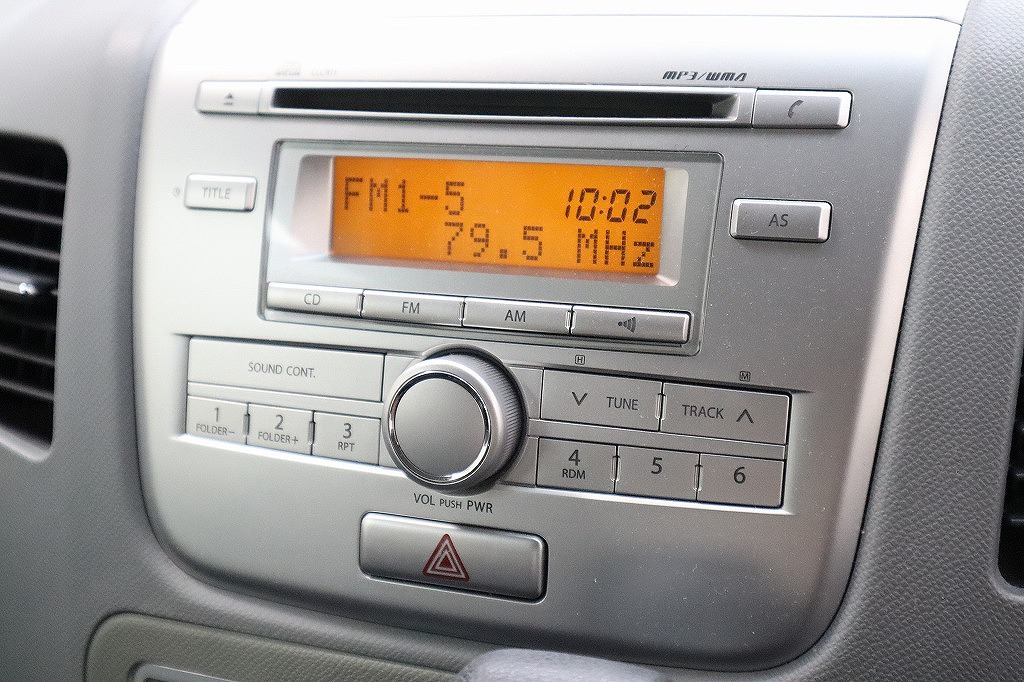 MP3/WMA
TITLE
FM1-5 10:02
79.5 MHz
AS
CD FM AM
H
M
SOUND CONT.
TUNE TRACK
1 2 3
FOLDER- FOLDER+ RPT
4 5 6
RDM
VOL PUSH PWR